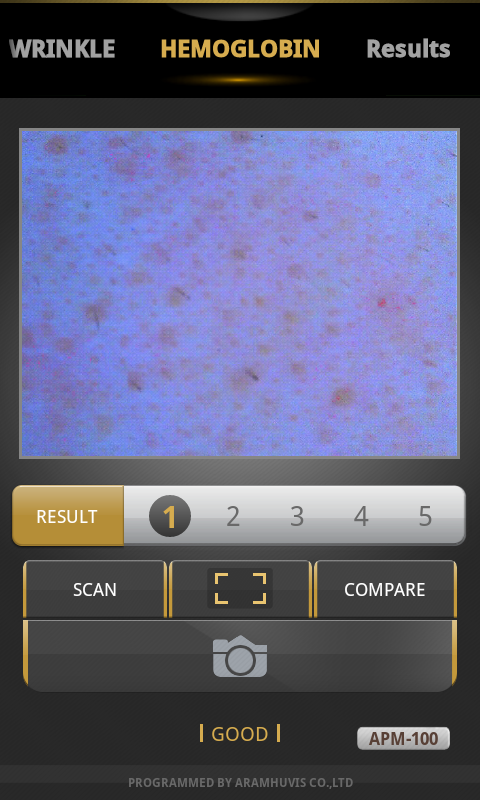 WRINKLE HEMOGLOBIN Results
RESULT 1 2 3 4 5
SCAN COMPARE
GOOD
APM-100
PROGRAMMED BY ARAMHUVIS CO.,LTD